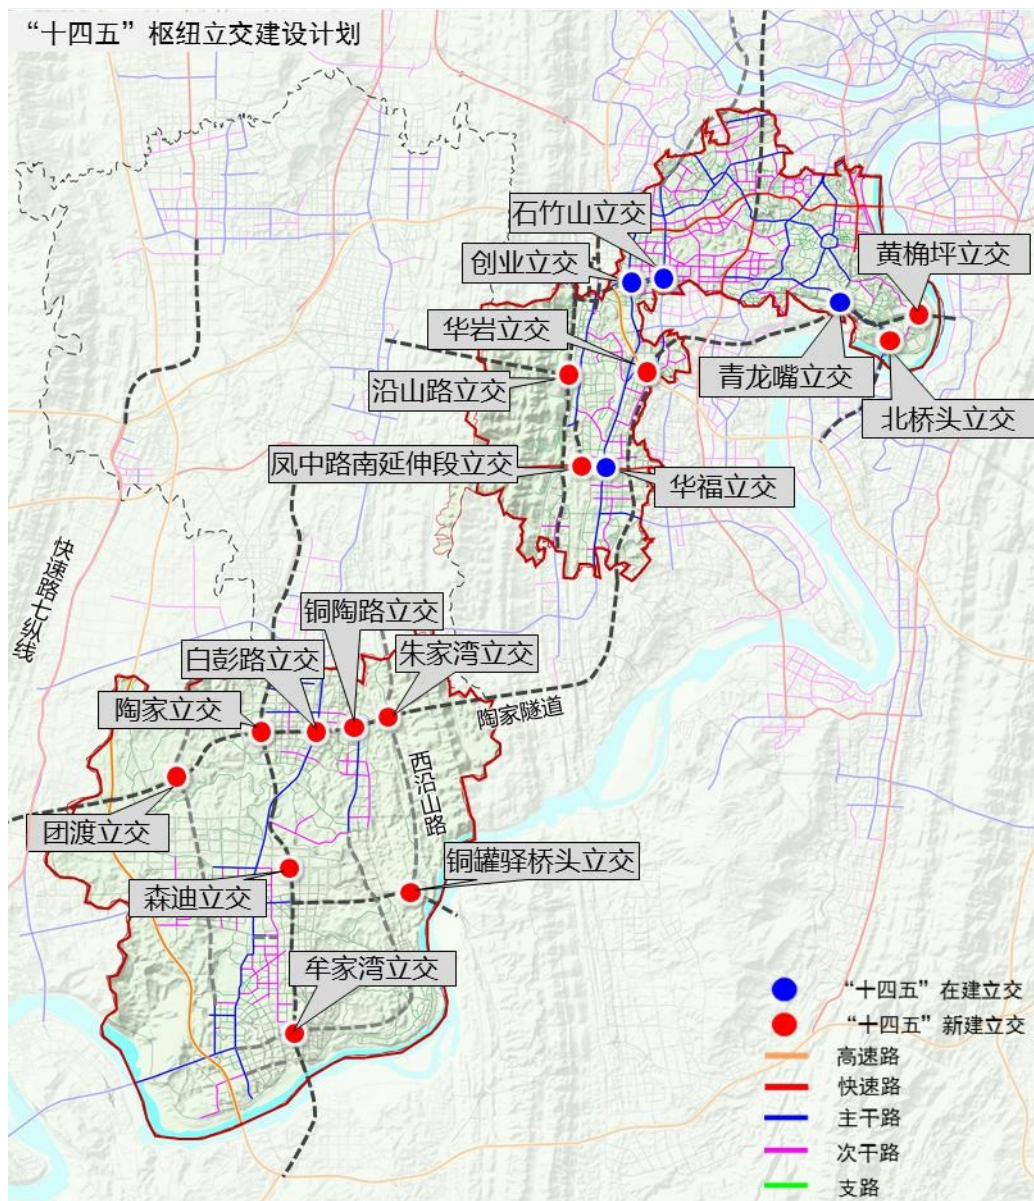 “十四五”枢纽立交建设计划
石竹山立交
创业立交
黄桷坪立交
华岩立交
沿山路立交
青龙嘴立交
北桥头立交
凤中路南延伸段立交
华福立交
快速路七纵线
铜陶路立交
白彭路立交
朱家湾立交
陶家立交
陶家隧道
西沿山路
团渡立交
铜罐驿桥头立交
森迪立交
牟家湾立交
“十四五”在建立交
“十四五”新建立交
高速路
快速路
主干路
次干路
支路